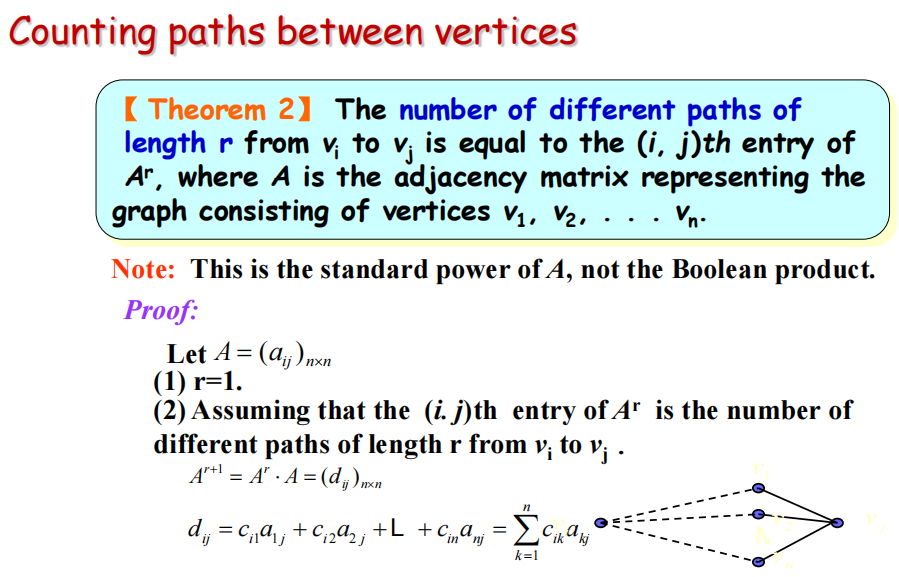 Counting paths between vertices
【 Theorem 2】 The number of different paths of
length r from vᵢ to vⱼ is equal to the (i, j)th entry of
Aʳ, where A is the adjacency matrix representing the
graph consisting of vertices v₁, v₂, . . . vₙ.
Note: This is the standard power of A, not the Boolean product.
Proof:
Let A = (aᵢⱼ)ₙₓₙ
(1) r=1.
(2) Assuming that the (i. j)th entry of Aʳ is the number of
different paths of length r from vᵢ to vⱼ .
Aʳ⁺¹ = Aʳ · A = (dᵢⱼ)ₙₓₙ
dᵢⱼ = cᵢ₁a₁ⱼ + cᵢ₂a₂ⱼ + L + cᵢₙaₙⱼ = ∑ₖ₌₁ⁿ cᵢₖaₖⱼ